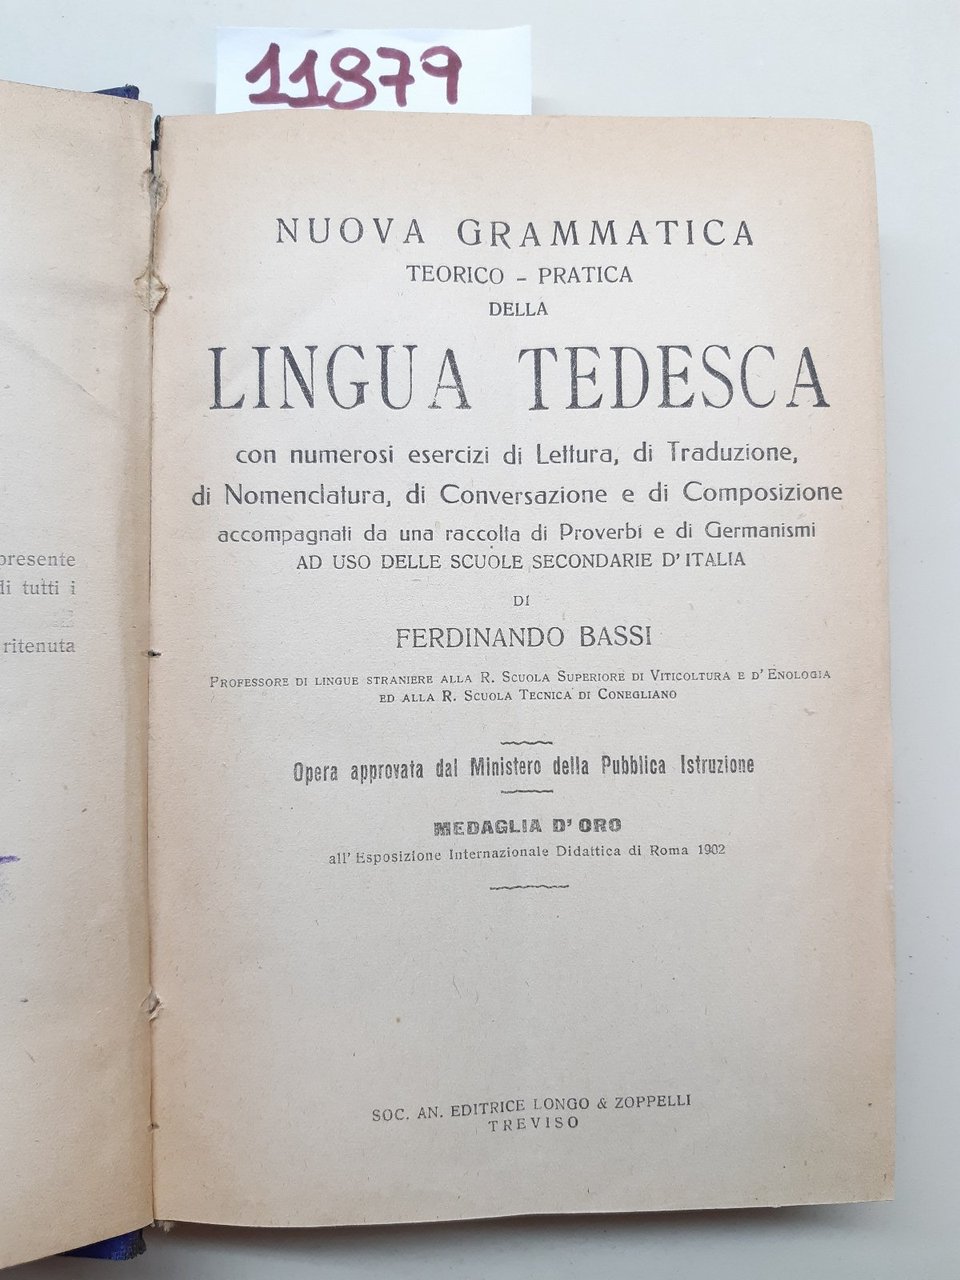 11879
presente
di tutti i
ritenuta
NUOVA GRAMMATICA
TEORICO - PRATICA
DELLA
LINGUA TEDESCA
con numerosi esercizi di Lettura, di Traduzione,
di Nomenclatura, di Conversazione e di Composizione
accompagnati da una raccolta di Proverbi e di Germanismi
AD USO DELLE SCUOLE SECONDARIE D'ITALIA
DI
FERDINANDO BASSI
PROFESSORE DI LINGUE STRANIERE ALLA R. SCUOLA SUPERIORE DI VITICOLTURA E D'ENOLOGIA
ED ALLA R. SCUOLA TECNICA DI CONEGLIANO
Opera approvata dal Ministero della Pubblica Istruzione
MEDAGLIA D'ORO
all'Esposizione Internazionale Didattica di Roma 1902
SOC. AN. EDITRICE LONGO & ZOPPELLI
TREVISO